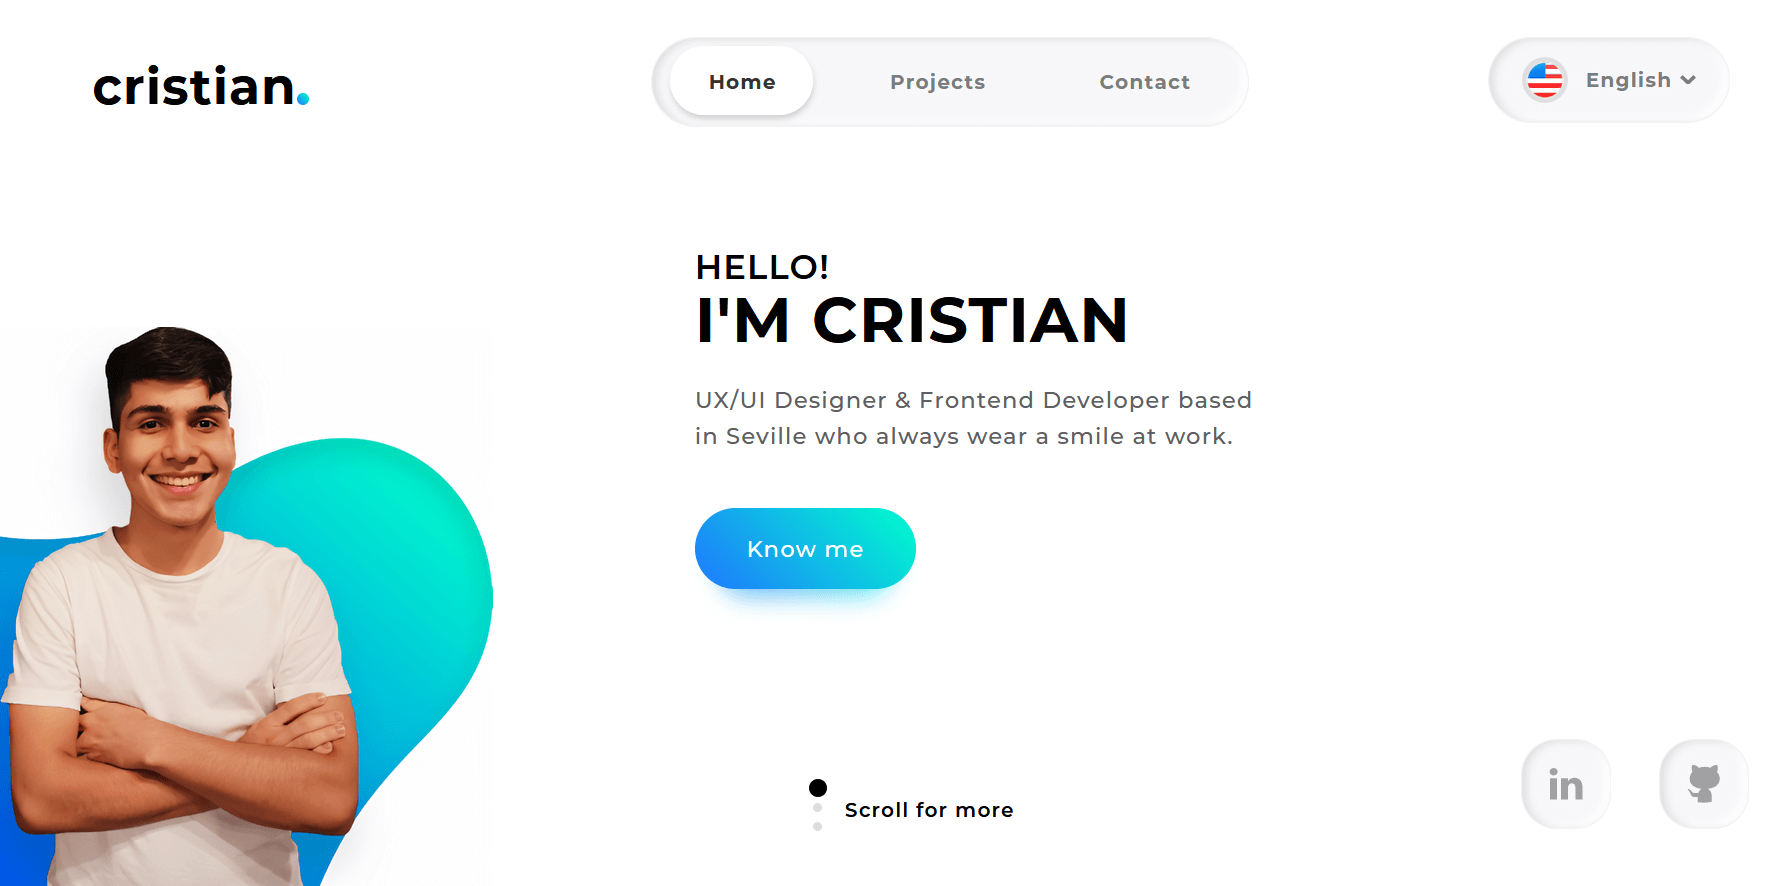 cristian.
Home
Projects
Contact
English
HELLO!
I'M CRISTIAN
UX/UI Designer & Frontend Developer based
in Seville who always wear a smile at work.
Know me
Scroll for more
in